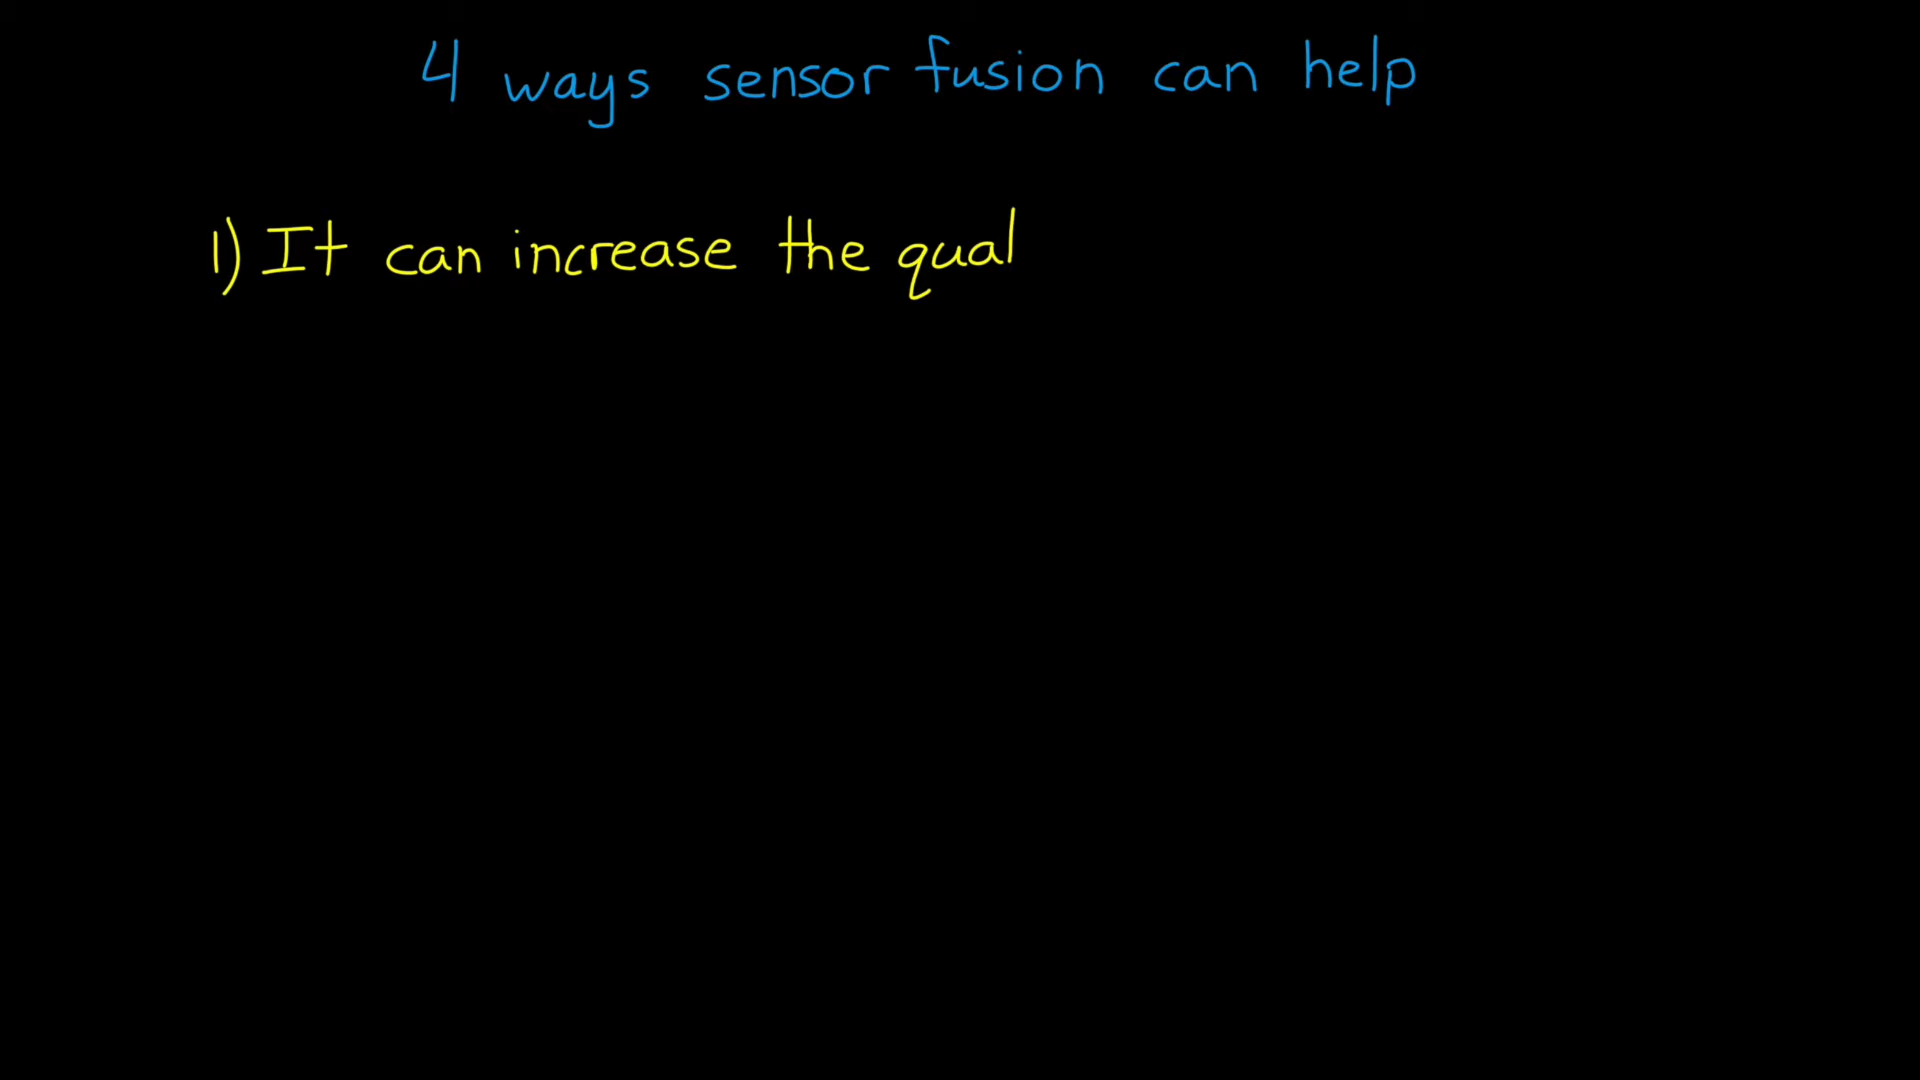 4 ways sensor fusion can help
1) It can increase the qual